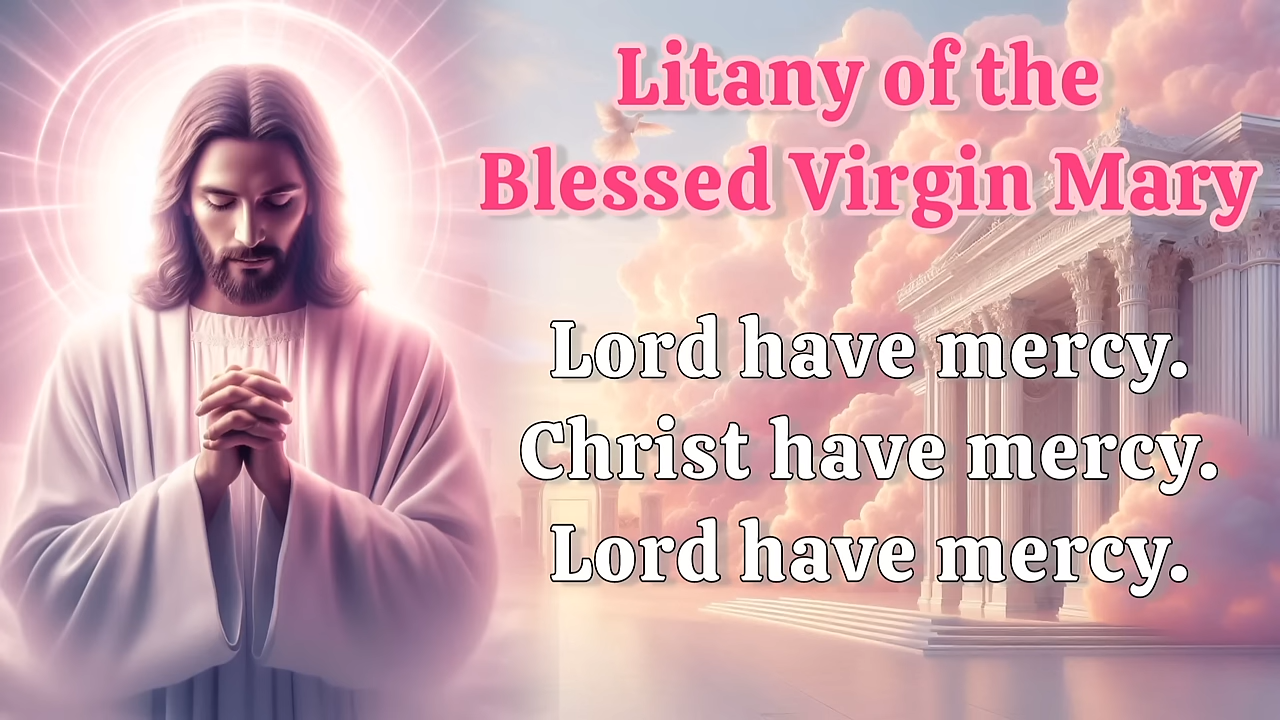 Litany of the
Blessed Virgin Mary
Lord have mercy.
Christ have mercy.
Lord have mercy.